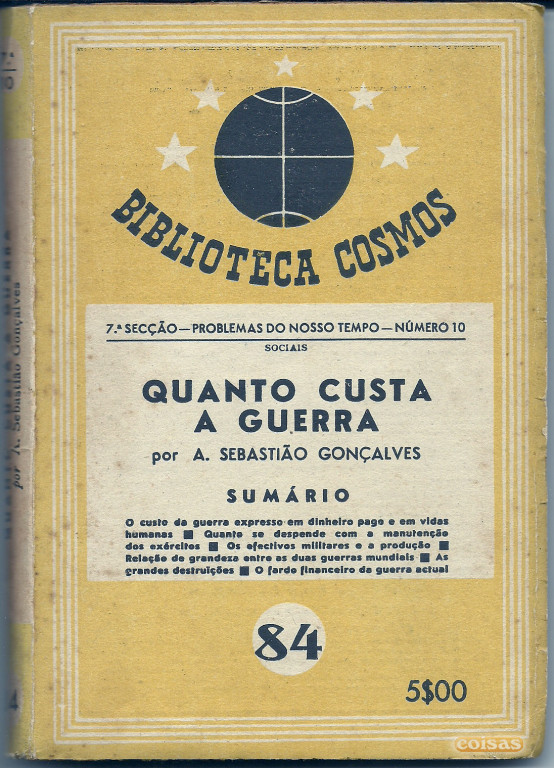 BIBLIOTECA COSMOS
7.ª SECÇÃO — PROBLEMAS DO NOSSO TEMPO — NÚMERO 10
SOCIAIS
QUANTO CUSTA
A GUERRA
por A. SEBASTIÃO GONÇALVES
SUMÁRIO
O custo da guerra expresso em dinheiro pago e em vidas
humanas ■ Quanto se despende com a manutenção
dos exércitos ■ Os efectivos militares e a produção ■
Relação de grandeza entre as duas guerras mundiais ■ As
grandes destruïções ■ O fardo financeiro da guerra actual
84
5$00
por A. Sebastião Gonçalves
coisas